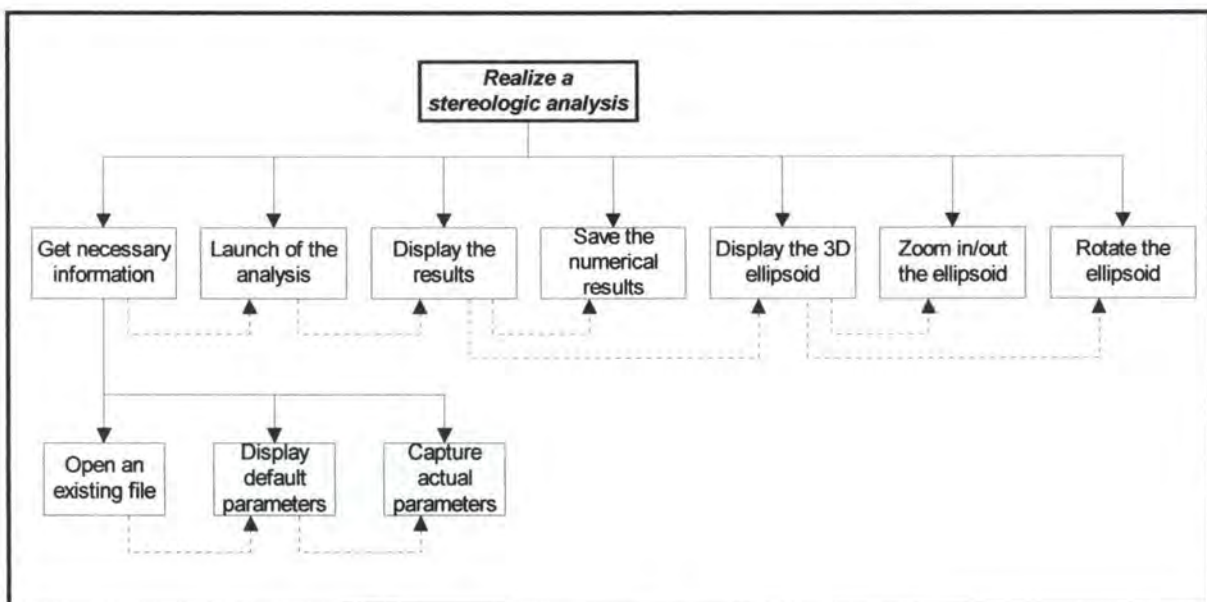 Realize a
stereologic analysis
Get necessary
information
Launch of the
analysis
Display the
results
Save the
numerical
results
Display the 3D
ellipsoid
Zoom in/out
the ellipsoid
Rotate the
ellipsoid
Open an
existing file
Display
default
parameters
Capture
actual
parameters